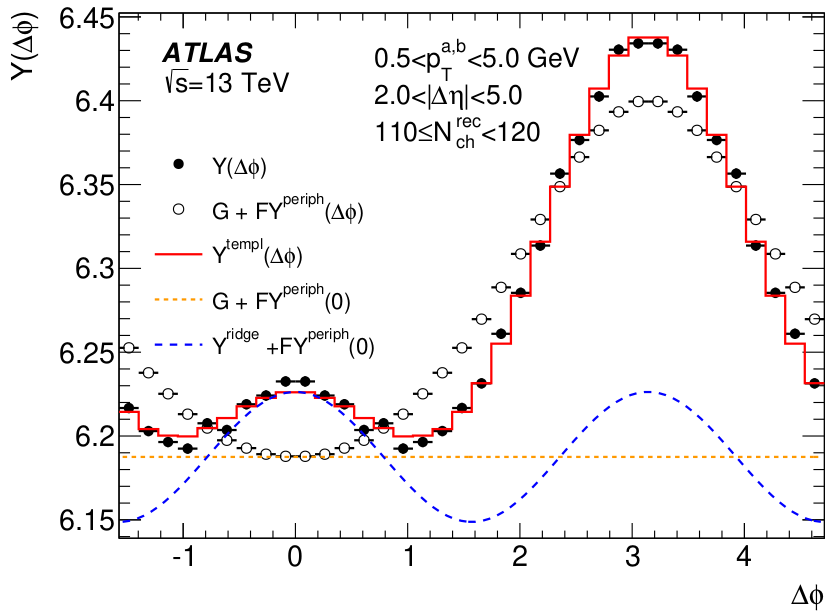 Y(Δϕ)
6.45
6.4
6.35
6.3
6.25
6.2
6.15
ATLAS
√s=13 TeV
0.5<p_T^{a,b}<5.0 GeV
2.0<|Δη|<5.0
110≤N_{ch}^{rec}<120
Y(Δϕ)
G + FY^{periph}(Δϕ)
Y^{templ}(Δϕ)
G + FY^{periph}(0)
Y^{ridge} +FY^{periph}(0)
-1 0 1 2 3 4
Δϕ